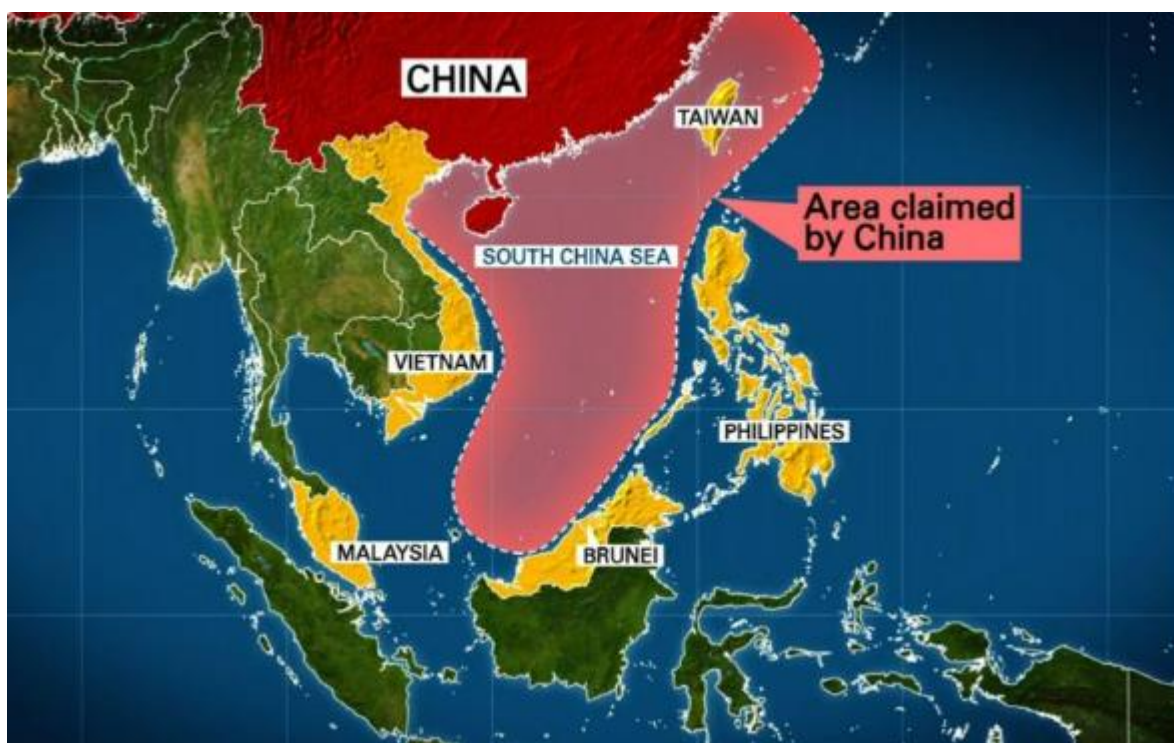 CHINA
TAIWAN
Area claimed
by China
SOUTH CHINA SEA
VIETNAM
PHILIPPINES
MALAYSIA
BRUNEI